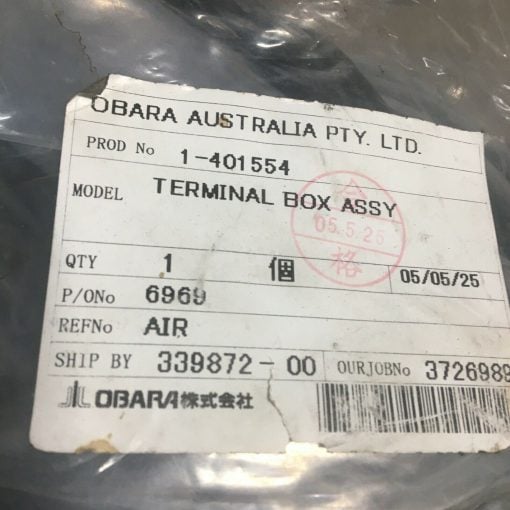 OBARA AUSTRALIA PTY. LTD.
PROD No 1-401554
MODEL TERMINAL BOX ASSY
合
05.5.25
格
QTY 1 個 05/05/25
P/ONo 6969
REFNo AIR
SHIP BY 339872-00 OURJOBNo 3726989
OBARA株式会社